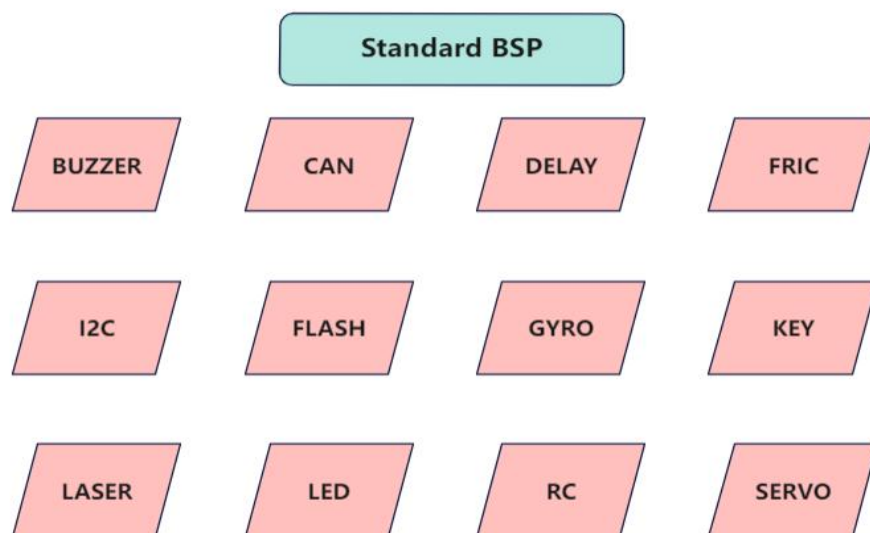 Standard BSP
BUZZER CAN DELAY FRIC
I2C FLASH GYRO KEY
LASER LED RC SERVO